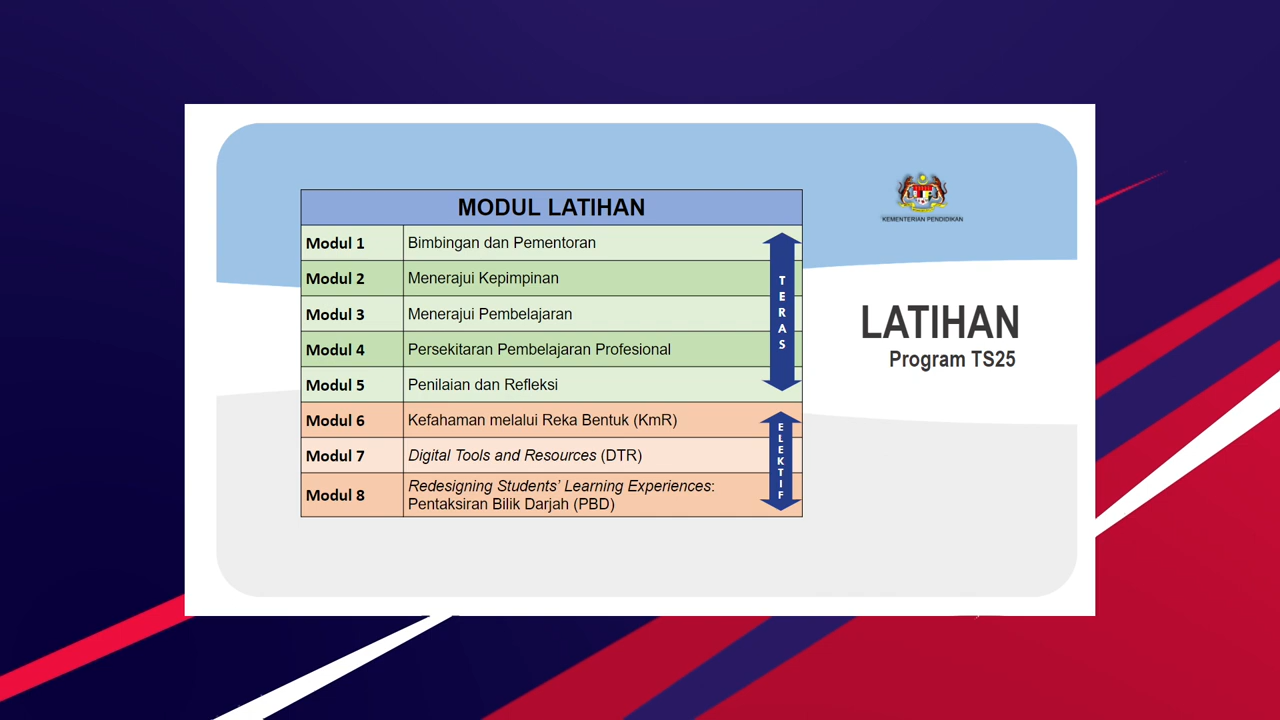 MODUL LATIHAN
Modul 1 Bimbingan dan Pementoran
Modul 2 Menerajui Kepimpinan
Modul 3 Menerajui Pembelajaran
Modul 4 Persekitaran Pembelajaran Profesional
Modul 5 Penilaian dan Refleksi
TERAS
Modul 6 Kefahaman melalui Reka Bentuk (KmR)
Modul 7 Digital Tools and Resources (DTR)
Modul 8 Redesigning Students’ Learning Experiences:
Pentaksiran Bilik Darjah (PBD)
ELEKTIF
KEMENTERIAN PENDIDIKAN
LATIHAN
Program TS25